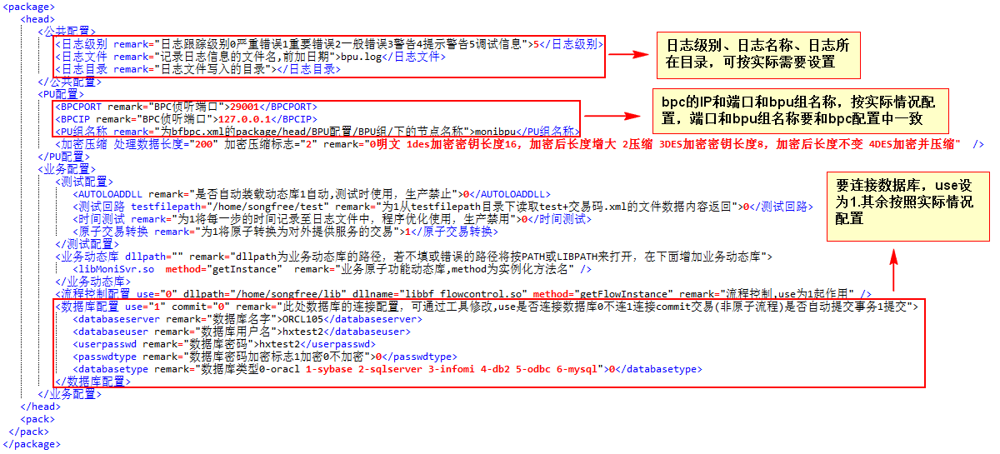 <package>
<head>
<公共配置>
<日志级别 remark="日志跟踪级别0严重错误1重要错误2一般错误3警告4提示警告5调试信息">5</日志级别>
<日志文件 remark="记录日志信息的文件名,前加日期">bpu.log</日志文件>
<日志目录 remark="日志文件写入的目录"></日志目录>
</公共配置>
日志级别、日志名称、日志所
在目录，可按实际需要设置
<PU配置>
<BPCPORT remark="BPC侦听端口">29001</BPCPORT>
<BPCIP remark="BPC侦听端口">127.0.0.1</BPCIP>
<PU组名称 remark="为bfbpc.xml的package/head/BPU配置/BPU组/下的节点名称">monibpu</PU组名称>
bpc的IP和端口和bpu组名称，按实际情况配
置，端口和bpu组名称要和bpc配置中一致
<加密压缩 处理数据长度="200" 加密压缩标志="2" remark="0明文 1des加密密钥长度16，加密后长度增大 2压缩 3DES加密密钥长度8，加密后长度不变 4DES加密并压缩" />
</PU配置>
<业务配置>
<测试配置>
<AUTOLOADDLL remark="是否自动装载动态库1自动,测试时使用，生产禁止">0</AUTOLOADDLL>
<测试回路 testfilepath="/home/songfree/test" remark="为1从testfilepath目录下读取test+交易码.xml的文件数据内容返回">0</测试回路>
<时间测试 remark="为1将每一步的时间记录至日志文件中，程序优化使用，生产禁用">0</时间测试>
<原子交易转换 remark="为1将原子转换为对外提供服务的交易">1</原子交易转换>
</测试配置>
要连接数据库，use设
为1.其余按照实际情况
配置
<业务动态库 dllpath="" remark="dllpath为业务动态库的路径，若不填或错误的路径将按PATH或LIBPATH来打开，在下面增加业务动态库">
<libMoniSvr.so method="getInstance" remark="业务原子功能动态库,method为实例化方法名" />
</业务动态库>
<流程控制配置 use="0" dllpath="/home/songfree/lib" dllname="libbf_flowcontrol.so" method="getFlowInstance" remark="流程控制,use为1起作用" />
<数据库配置 use="1" commit="0" remark="此处数据库的连接配置，可通过工具修改,use是否连接数据库0不连1连接commit交易(非原子流程)是否自动提交事务1提交">
<databaseserver remark="数据库名字">ORCL105</databaseserver>
<databaseuser remark="数据库用户名">hxtest2</databaseuser>
<userpasswd remark="数据库密码">hxtest2</userpasswd>
<passwdtype remark="数据库密码加密标志1加密0不加密">0</passwdtype>
<databasetype remark="数据库类型0-oracl 1-sybase 2-sqlserver 3-infomi 4-db2 5-odbc 6-mysql">0</databasetype>
</数据库配置>
</业务配置>
</head>
<pack>
</pack>
</package>